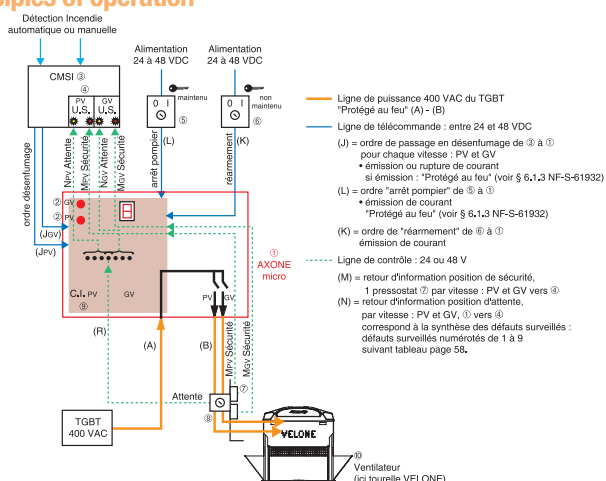 ciples of operation
Détection Incendie
automatique ou manuelle
Alimentation
24 à 48 VDC
Alimentation
24 à 48 VDC
CMSI ③
④
PV GV
U.S. U.S.
maintenu
0 I
⑤
non
maintenu
0 I
⑥
ordre désenfumage
NPV Attente
MPV Sécurité
NGV Attente
MGV Sécurité
arrêt pompier
(L)
réarmement
(K)
② GV
② PV
(JGV)
(JPV)
①
AXONE
micro
C.I. PV GV
⑨
PV GV
(R)
(A)
(B)
MPV Sécurité
MGV Sécurité
Attente
⑦
⑧
TGBT
400 VAC
VELONE
⑩
Ventilateur
(ici tourelle VELONE)
Ligne de puissance 400 VAC du TGBT
"Protégé au feu" (A) - (B)
Ligne de télécommande : entre 24 et 48 VDC
(J) = ordre de passage en désenfumage de ③ à ①
pour chaque vitesse : PV et GV
• émission ou rupture de courant
si émission : "Protégé au feu" (voir § 6.1.3 NF-S-61932)
(L) = ordre "arrêt pompier" de ⑤ à ①
• émission de courant
"Protégé au feu" (voir § 6.1.3 NF-S-61932)
(K) = ordre de "réarmement" de ⑥ à ①
émission de courant
Ligne de contrôle : 24 ou 48 V
(M) = retour d'information position de sécurité,
1 pressostat ⑦ par vitesse : PV et GV vers ④
(N) = retour d'information position d'attente,
par vitesse : PV et GV, ① vers ④
correspond à la synthèse des défauts surveillés :
défauts surveillés numérotés de 1 à 9
suivant tableau page 58.